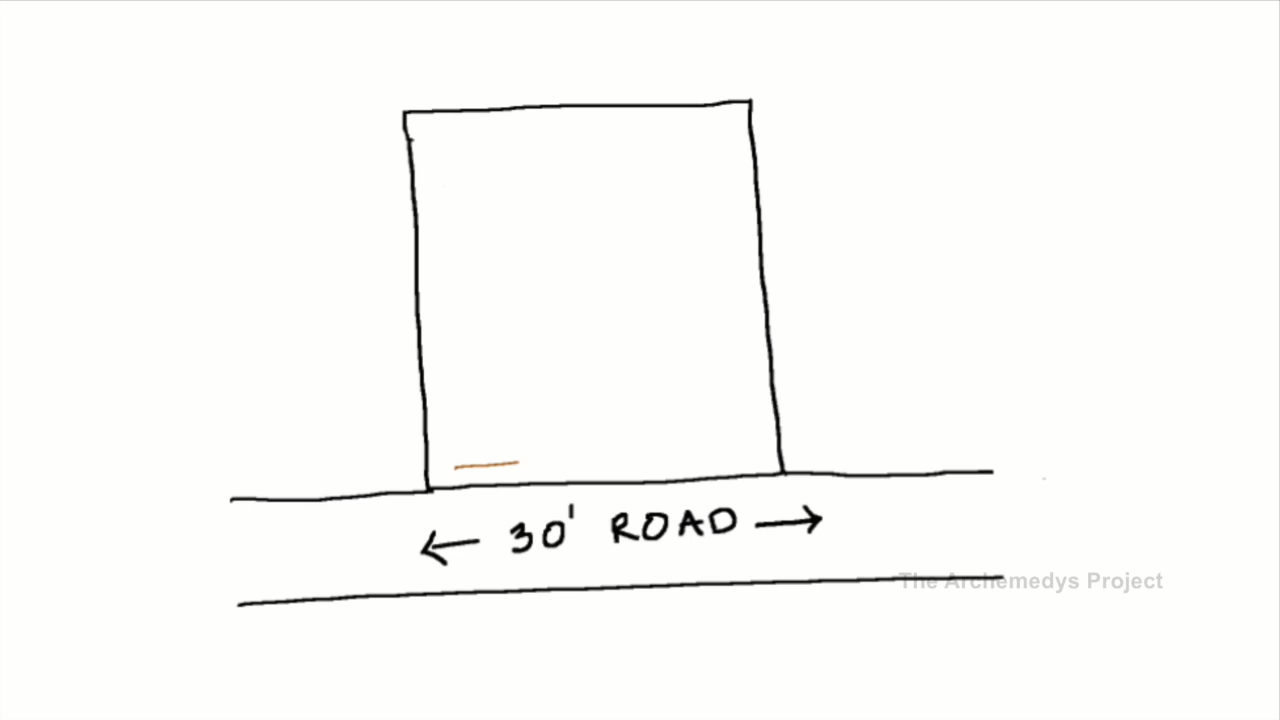 ← 30' ROAD →
The Archemedys Project